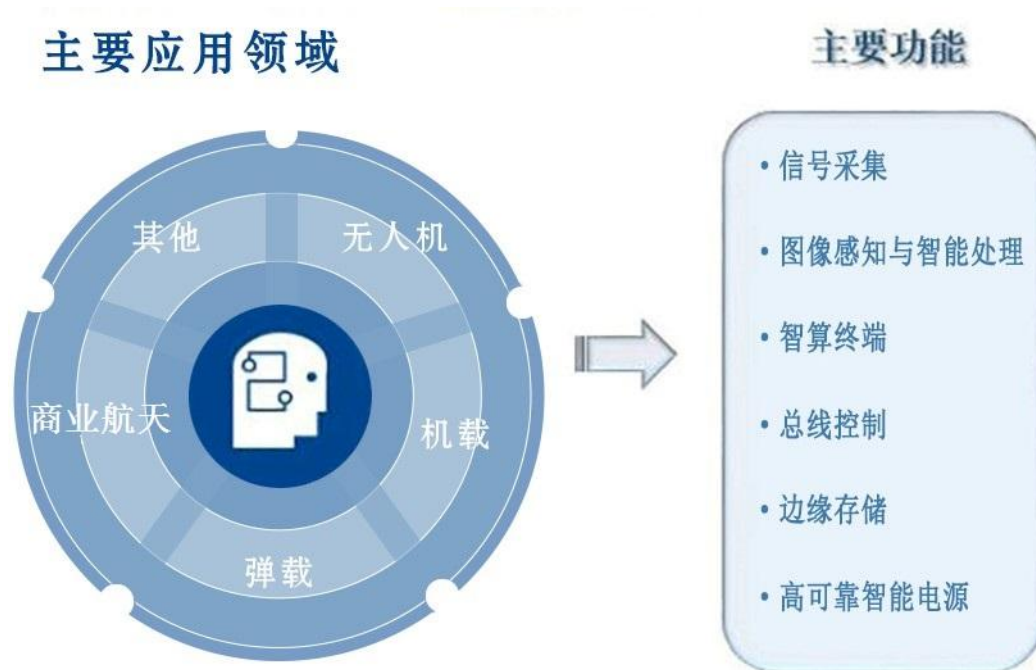 主要应用领域
主要功能
其他
无人机
商业航天
机载
弹载
• 信号采集
• 图像感知与智能处理
• 智算终端
• 总线控制
• 边缘存储
• 高可靠智能电源